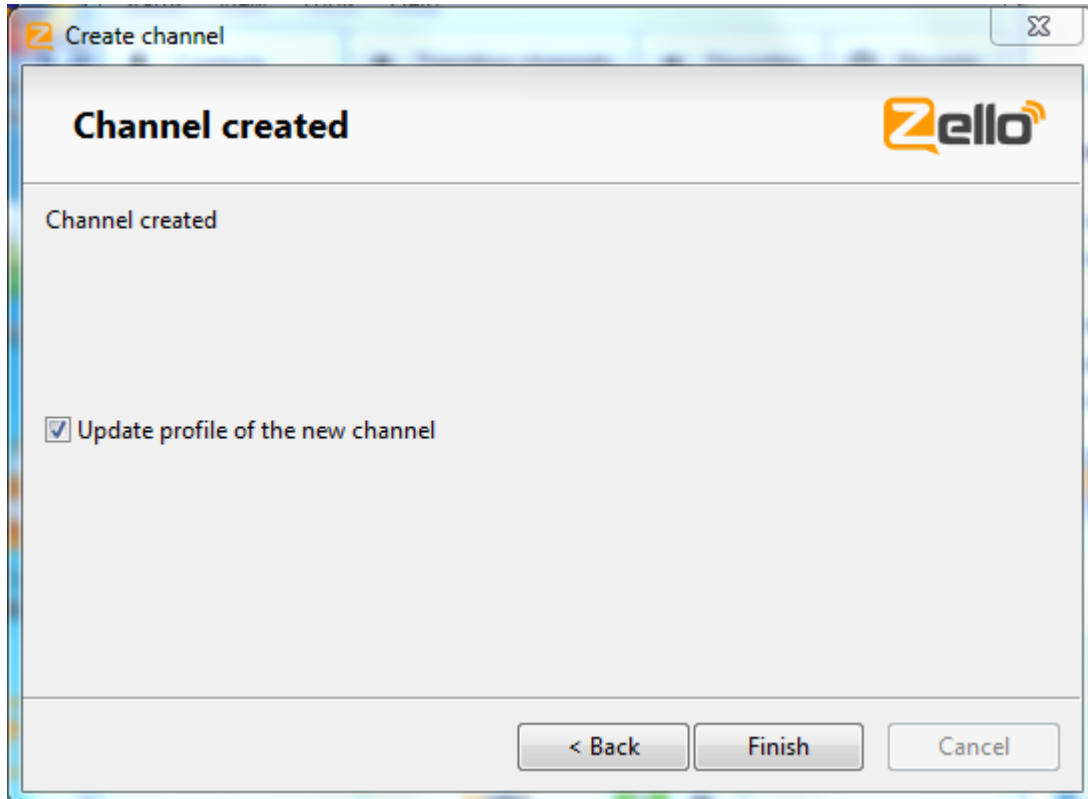 Create channel
Channel created
Zello
Channel created
Update profile of the new channel
< Back
Finish
Cancel